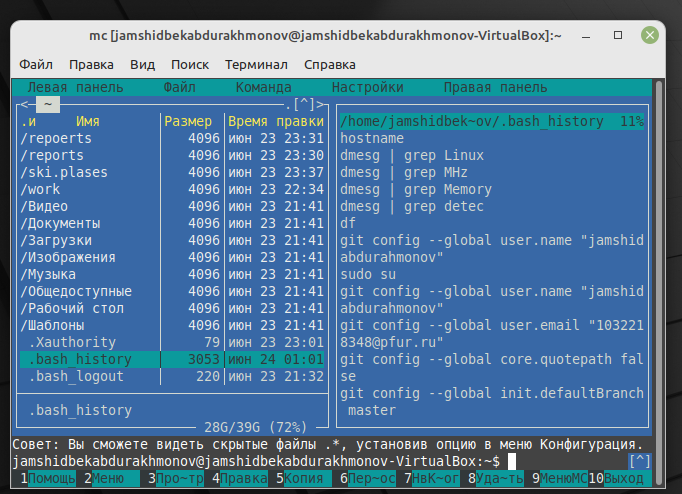 mc [jamshidbekabdurakhmonov@jamshidbekabdurakhmonov-VirtualBox]:~
Файл Правка Вид Поиск Терминал Справка
Левая панель Файл Команда Настройки Правая панель
<─ ~ .[^]>
.и Имя Размер Время правки
/repoerts 4096 июн 23 23:31
/reports 4096 июн 23 23:30
/ski.plases 4096 июн 23 23:37
/work 4096 июн 23 22:34
/Видео 4096 июн 23 21:41
/Документы 4096 июн 23 21:41
/Загрузки 4096 июн 23 21:41
/Изображения 4096 июн 23 21:41
/Музыка 4096 июн 23 21:41
/Общедоступные 4096 июн 23 21:41
/Рабочий стол 4096 июн 23 21:41
/Шаблоны 4096 июн 23 21:41
.Xauthority 79 июн 23 23:01
.bash_history 3053 июн 24 01:01
.bash_logout 220 июн 23 21:32
.bash_history
28G/39G (72%)
/home/jamshidbek~ov/.bash_history 11%
hostname
dmesg | grep Linux
dmesg | grep MHz
dmesg | grep Memory
dmesg | grep detec
df
git config --global user.name "jamshid
abdurahmonov"
sudo su
git config --global user.name "jamshid
abdurahmonov"
git config --global user.email "103221
8348@pfur.ru"
git config --global core.quotepath fal
se
git config --global init.defaultBranch
master
Совет: Вы сможете видеть скрытые файлы .*, установив опцию в меню Конфигурация.
jamshidbekabdurakhmonov@jamshidbekabdurakhmonov-VirtualBox:~$ [^]
1Помощь 2Меню 3Про~тр 4Правка 5Копия 6Пер~ос 7НвК~ог 8Уда~ть 9МенюMC 10Выход